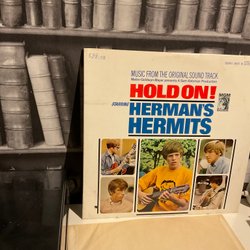 MUSIC FROM THE ORIGINAL SOUND TRACK
Metro-Goldwyn-Mayer presents A Sam Katzman Production
HOLD ON!
MGM
STARRING
HERMAN'S
HERMITS